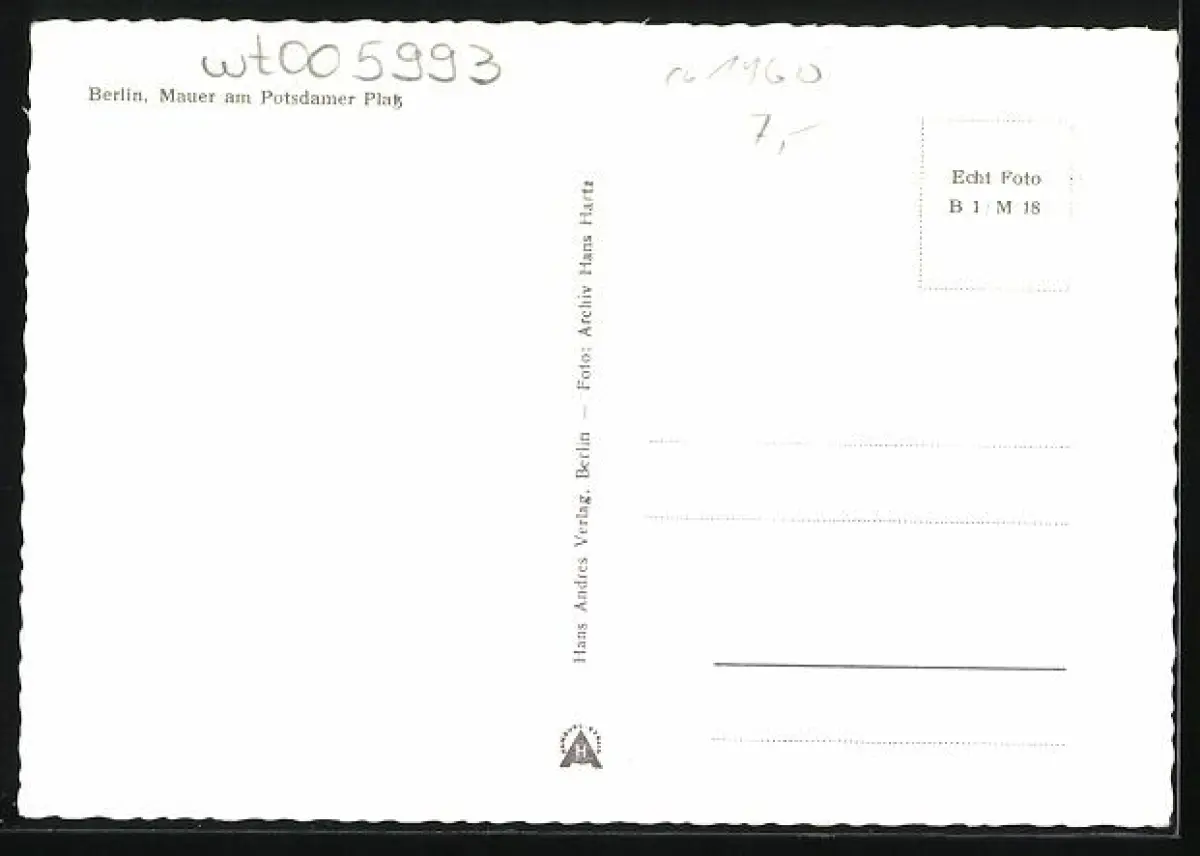 wt005993
1960
7,-
Berlin, Mauer am Potsdamer Platz
Echt Foto
B 1/M 18
Hans Andres Verlag, Berlin – Foto: Archiv Hans Hartz
H